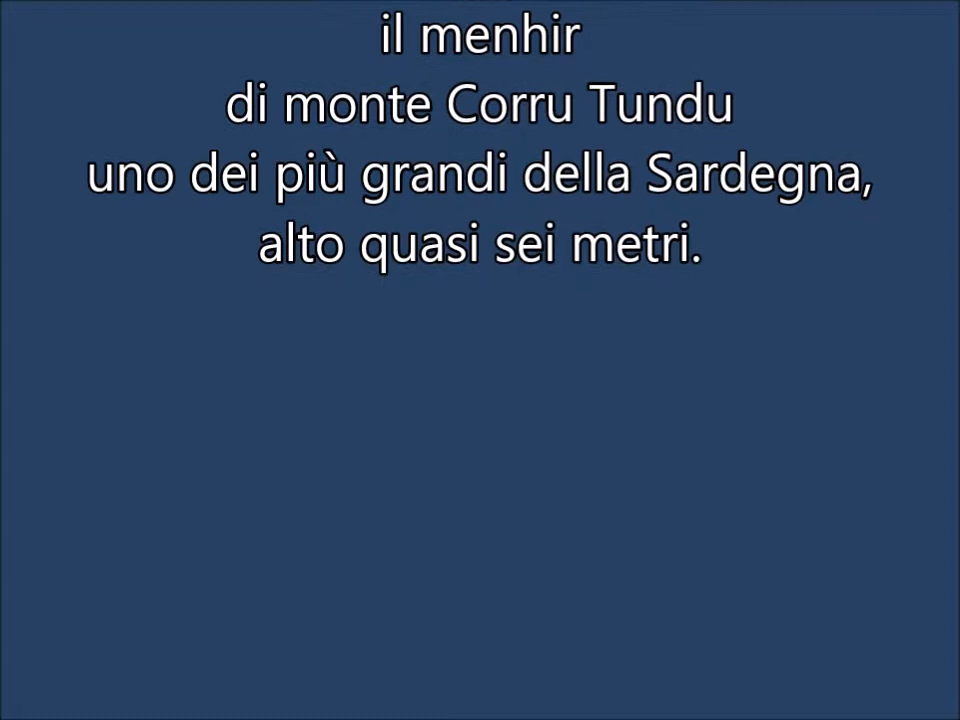 il menhir
di monte Corru Tundu
uno dei più grandi della Sardegna,
alto quasi sei metri.